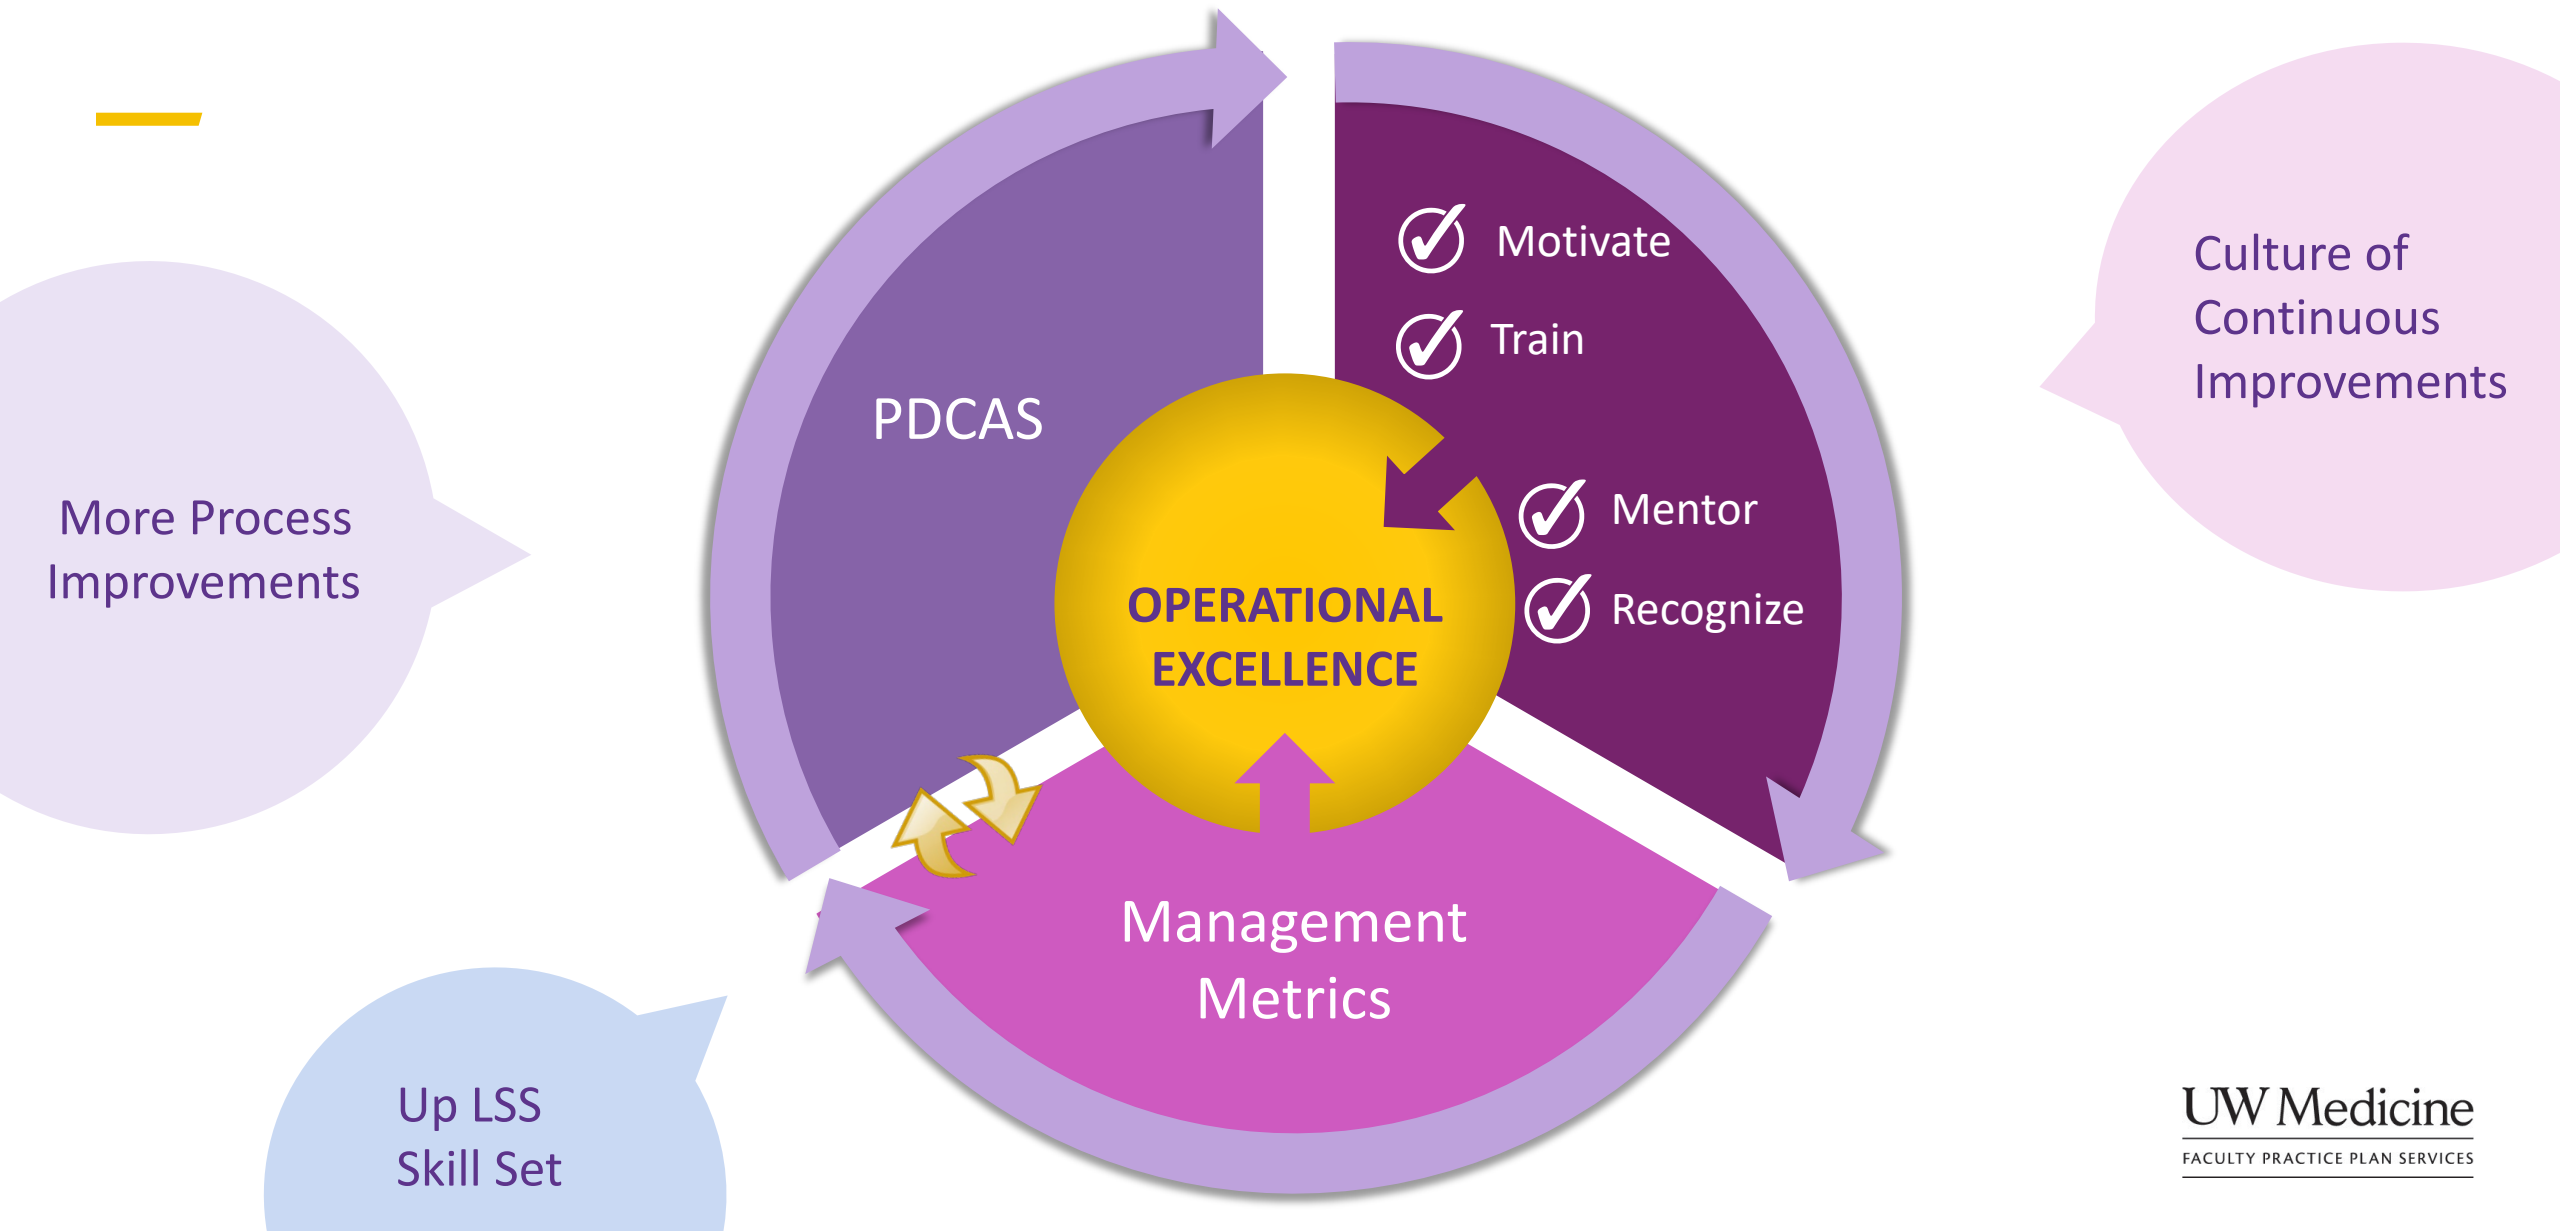 Motivate
Train
Mentor
Recognize
PDCAS
OPERATIONAL
EXCELLENCE
Management
Metrics
Culture of
Continuous
Improvements
More Process
Improvements
Up LSS
Skill Set
UW Medicine
FACULTY PRACTICE PLAN SERVICES